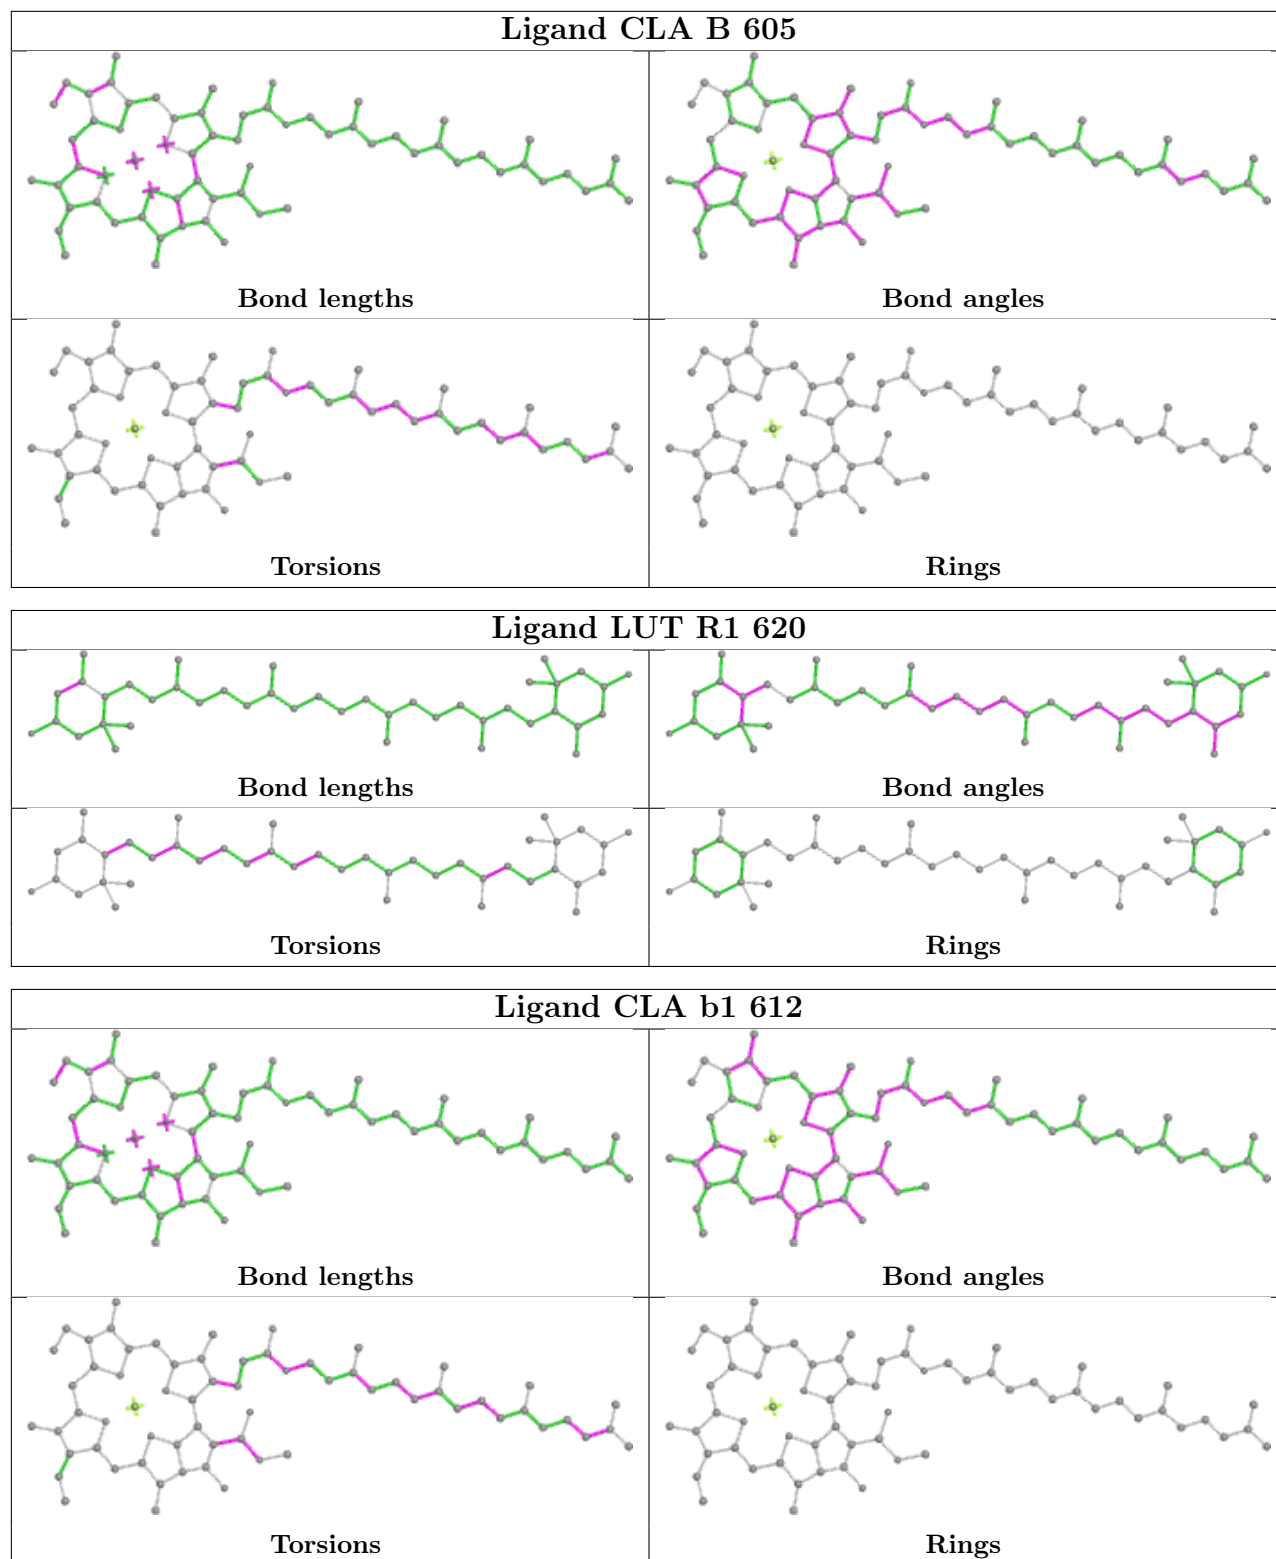 Ligand CLA B 605
Bond lengths
Bond angles
Torsions
Rings
Ligand LUT R1 620
Bond lengths
Bond angles
Torsions
Rings
Ligand CLA b1 612
Bond lengths
Bond angles
Torsions
Rings